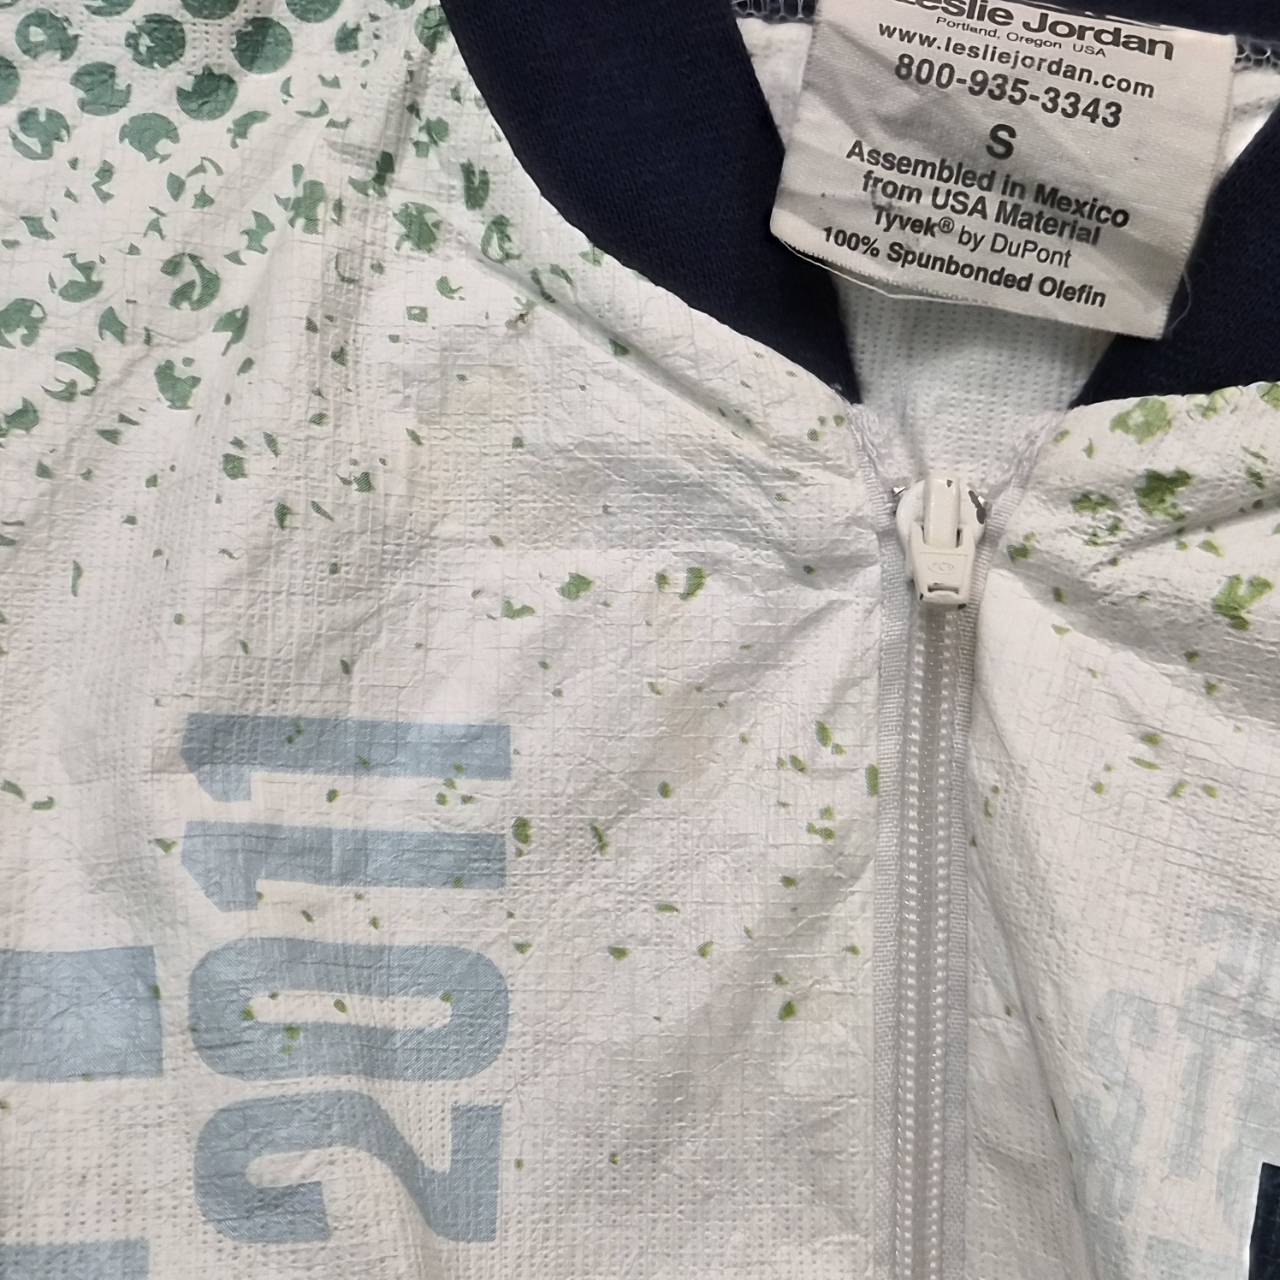 Leslie Jordan
Portland, Oregon USA
www.lesliejordan.com
800-935-3343
S
Assembled in Mexico
from USA Material
Tyvek® by DuPont
100% Spunbonded Olefin
2011